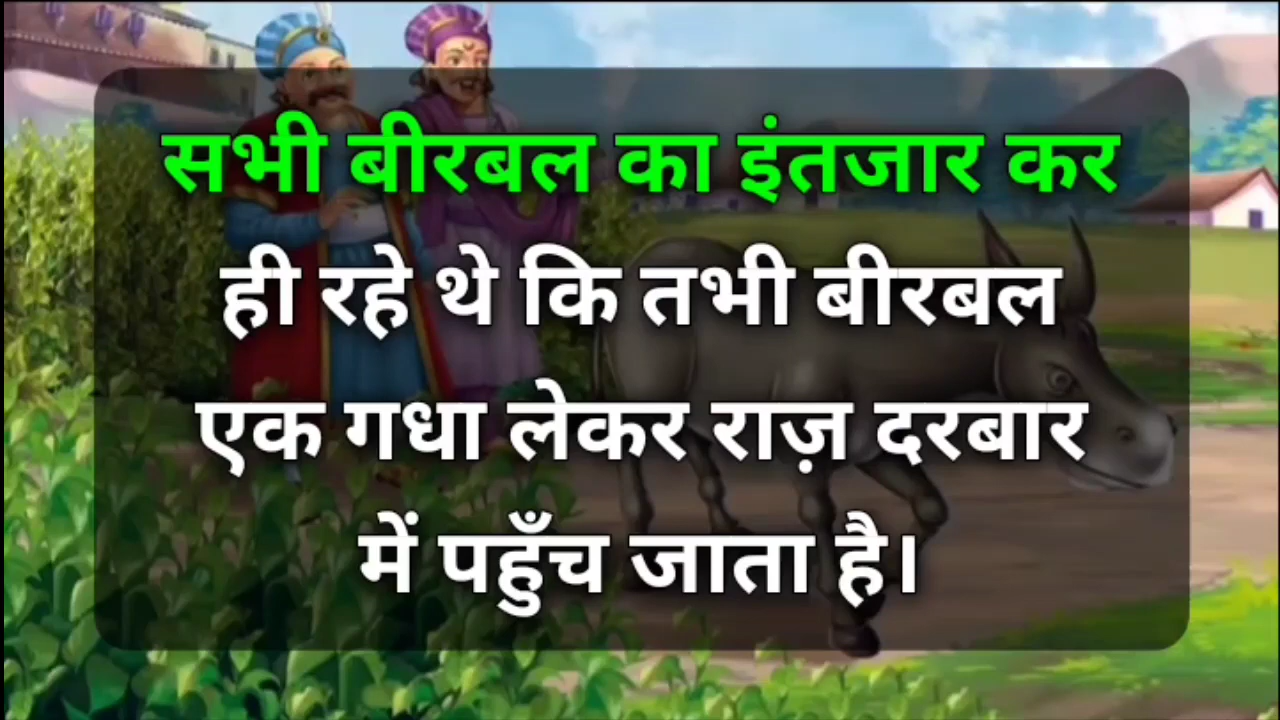 सभी बीरबल का इंतजार कर
ही रहे थे कि तभी बीरबल
एक गधा लेकर राज़ दरबार
में पहुँच जाता है।